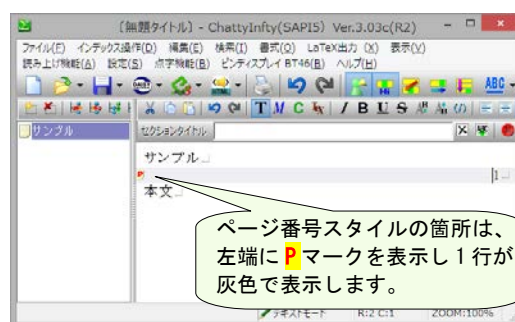 〔無題タイトル〕 - ChattyInfty(SAPI5) Ver.3.03c(R2)
ファイル(F) インデックス操作(D) 編集(E) 検索(I) 書式(O) LaTeX出力(X) 表示(V)
読み上げ機能(A) 設定(S) 点字機能(B) ピンディスプレイ BT46(B) ヘルプ(H)
DAISY
ABC
T M C / B U S
サンプル
セクションタイトル
サンプル
P 1
本文
ページ番号スタイルの箇所は、
左端に P マークを表示し1行が
灰色で表示します。
テキストモード R:2 C:1 ZOOM:100%